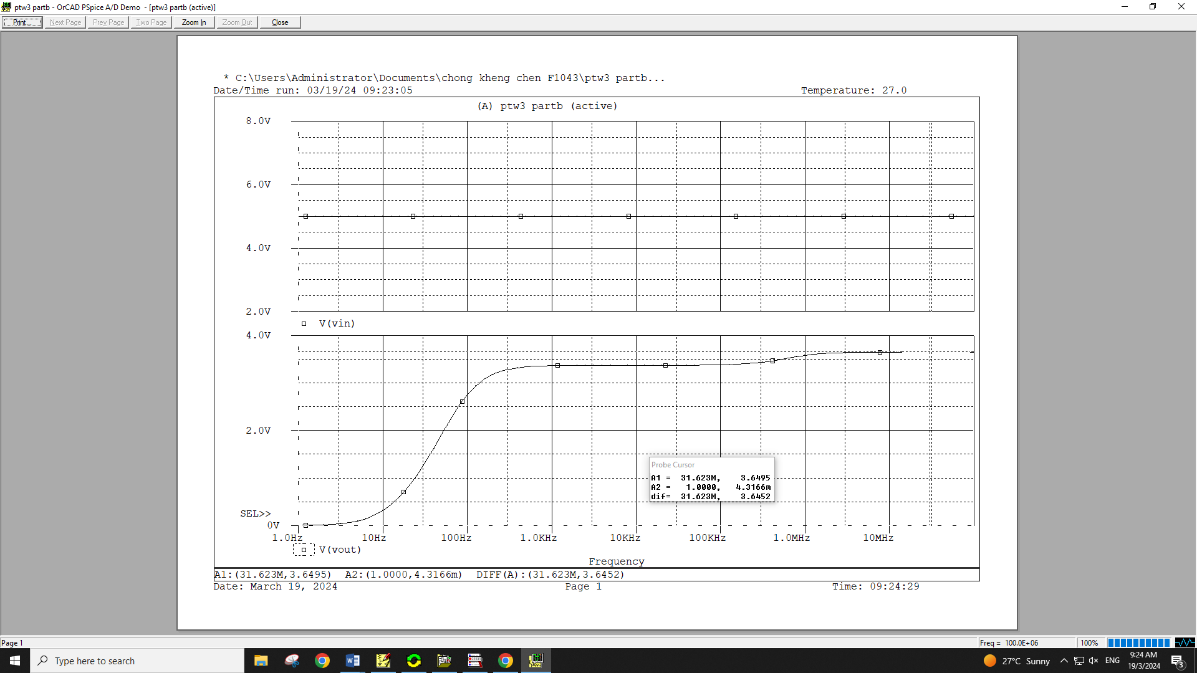 ptw3 partb - OrCAD PSpice A/D Demo - [ptw3 partb (active)]
Print... Next Page Prev Page Two Page Zoom In Zoom Out Close
* C:\Users\Administrator\Documents\chong kheng chen F1043\ptw3 partb...
Date/Time run: 03/19/24 09:23:05 Temperature: 27.0
(A) ptw3 partb (active)
8.0V
6.0V
4.0V
2.0V
V(vin)
4.0V
2.0V
Probe Cursor
A1 = 31.623M, 3.6495
A2 = 1.0000, 4.3166m
dif= 31.623M, 3.6452
SEL>>
0V
1.0Hz 10Hz 100Hz 1.0KHz 10KHz 100KHz 1.0MHz 10MHz
V(vout)
Frequency
A1:(31.623M,3.6495) A2:(1.0000,4.3166m) DIFF(A):(31.623M,3.6452)
Date: March 19, 2024 Page 1 Time: 09:24:29
Page 1 Freq = 100.0E+06 100%
Type here to search 27°C Sunny ENG 9:24 AM
19/3/2024
3